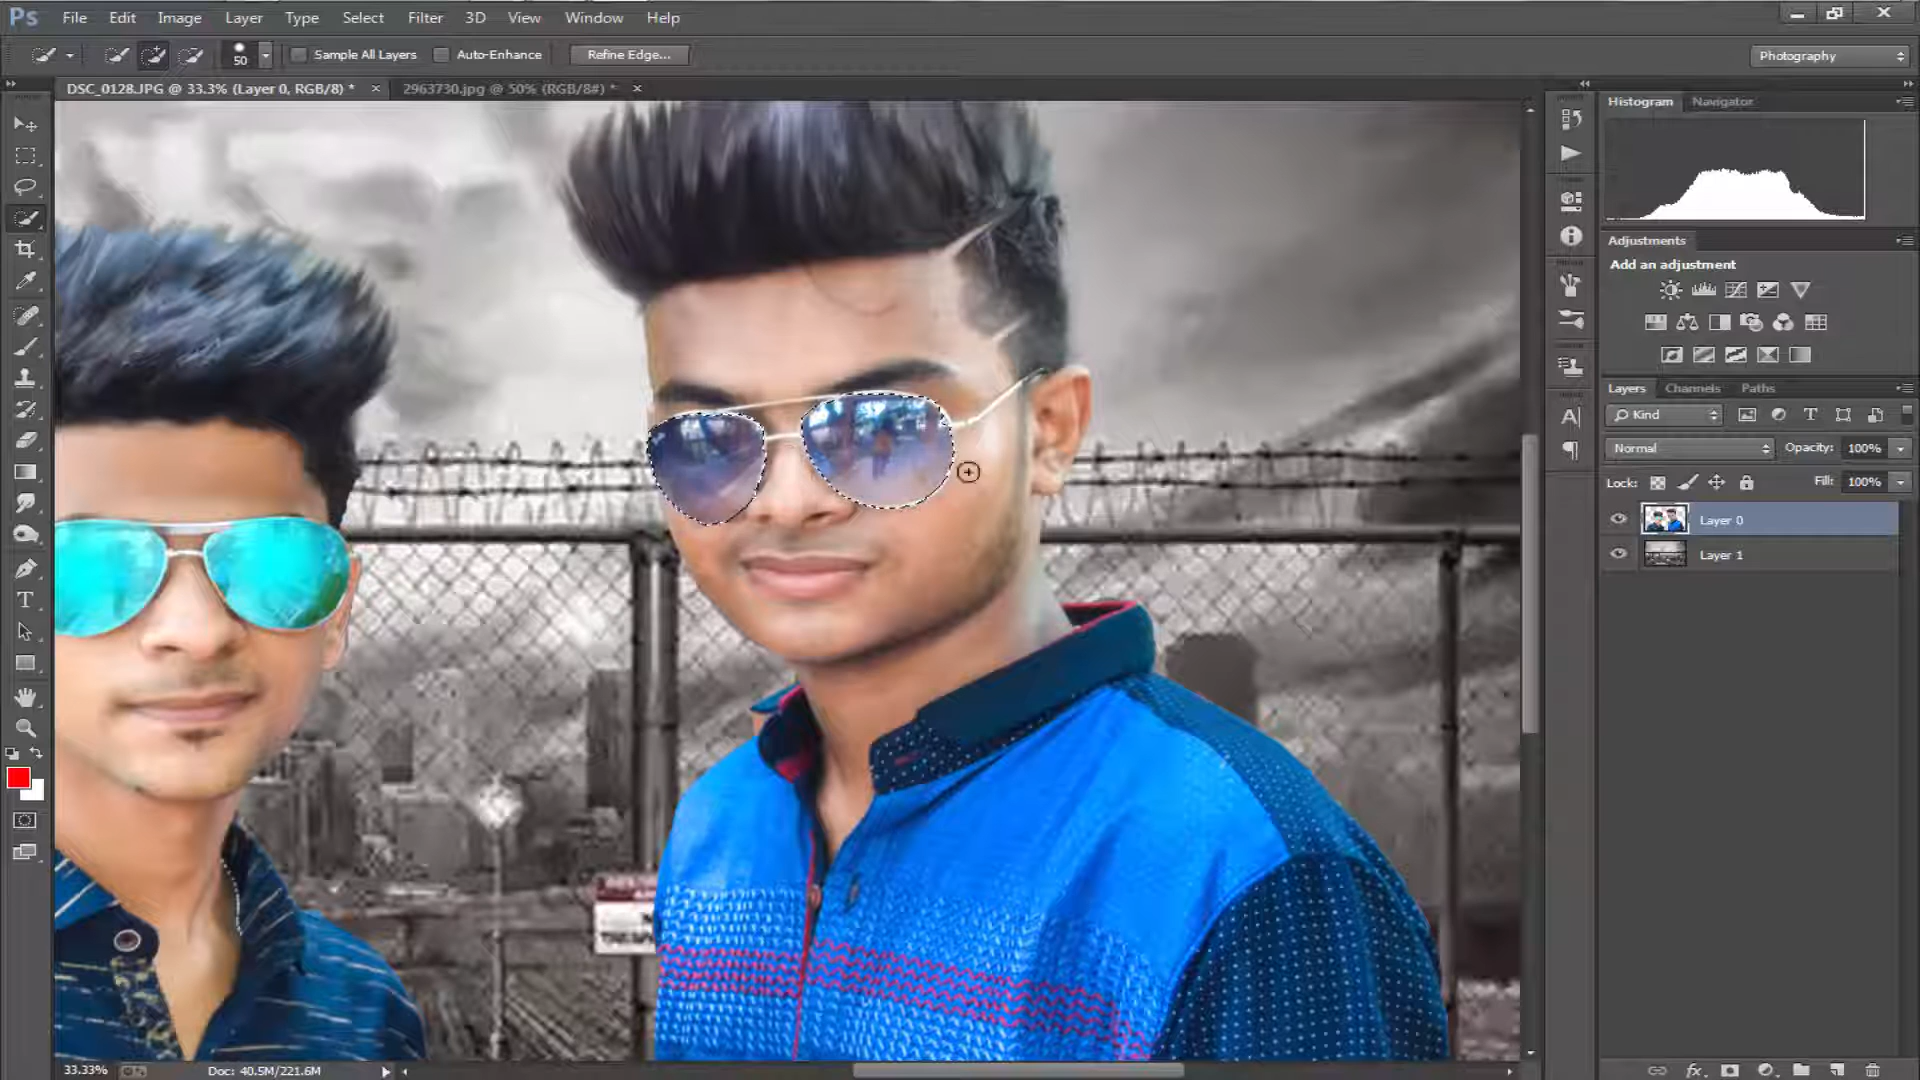 Ps File Edit Image Layer Type Select Filter 3D View Window Help
50 Sample All Layers Auto-Enhance Refine Edge... Photography
DSC_0128.JPG @ 33.3% (Layer 0, RGB/8) * × 2963730.jpg @ 50% (RGB/8#) * ×
Histogram Navigator
Adjustments
Add an adjustment
Layers Channels Paths
Kind
Normal Opacity: 100%
Lock: Fill: 100%
Layer 0
Layer 1
33.33% Doc: 40.5M/221.6M